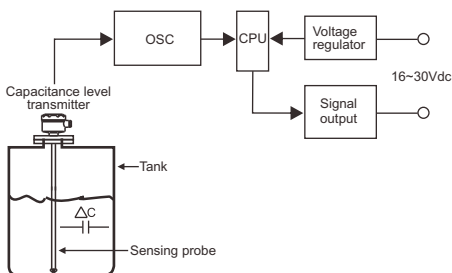 OSC
CPU
Voltage
regulator
16~30Vdc
Capacitance level
transmitter
Signal
output
Tank
△C
Sensing probe